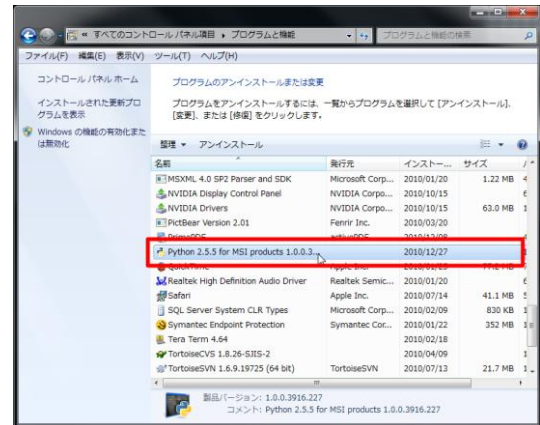 « すべてのコントロール パネル項目 ▸ プログラムと機能
プログラムと機能の検索
ファイル(F) 編集(E) 表示(V) ツール(T) ヘルプ(H)
コントロール パネル ホーム
インストールされた更新プログラムを表示
Windows の機能の有効化または無効化
プログラムのアンインストールまたは変更
プログラムをアンインストールするには、一覧からプログラムを選択して [アンインストール]、
[変更]、または [修復] をクリックします。
整理 ▾ アンインストール
名前 発行元 インストー... サイズ
MSXML 4.0 SP2 Parser and SDK Microsoft Corp... 2010/01/20 1.22 MB
NVIDIA Display Control Panel NVIDIA Corpo... 2010/10/15
NVIDIA Drivers NVIDIA Corpo... 2010/10/15 63.0 MB
PictBear Version 2.01 Fenrir Inc. 2010/03/20
Python 2.5.5 for MSI products 1.0.0.3... 2010/12/27
Realtek High Definition Audio Driver Realtek Semic... 2010/01/20
Safari Apple Inc. 2010/07/14 41.1 MB
SQL Server System CLR Types Microsoft Corp... 2010/02/09 830 KB
Symantec Endpoint Protection Symantec Cor... 2010/01/22 352 MB
Tera Term 4.64 2010/02/18
TortoiseCVS 1.8.26-SJIS-2 2010/04/09
TortoiseSVN 1.6.9.19725 (64 bit) TortoiseSVN 2010/07/13 21.7 MB
製品バージョン: 1.0.0.3916.227
コメント: Python 2.5.5 for MSI products 1.0.0.3916.227